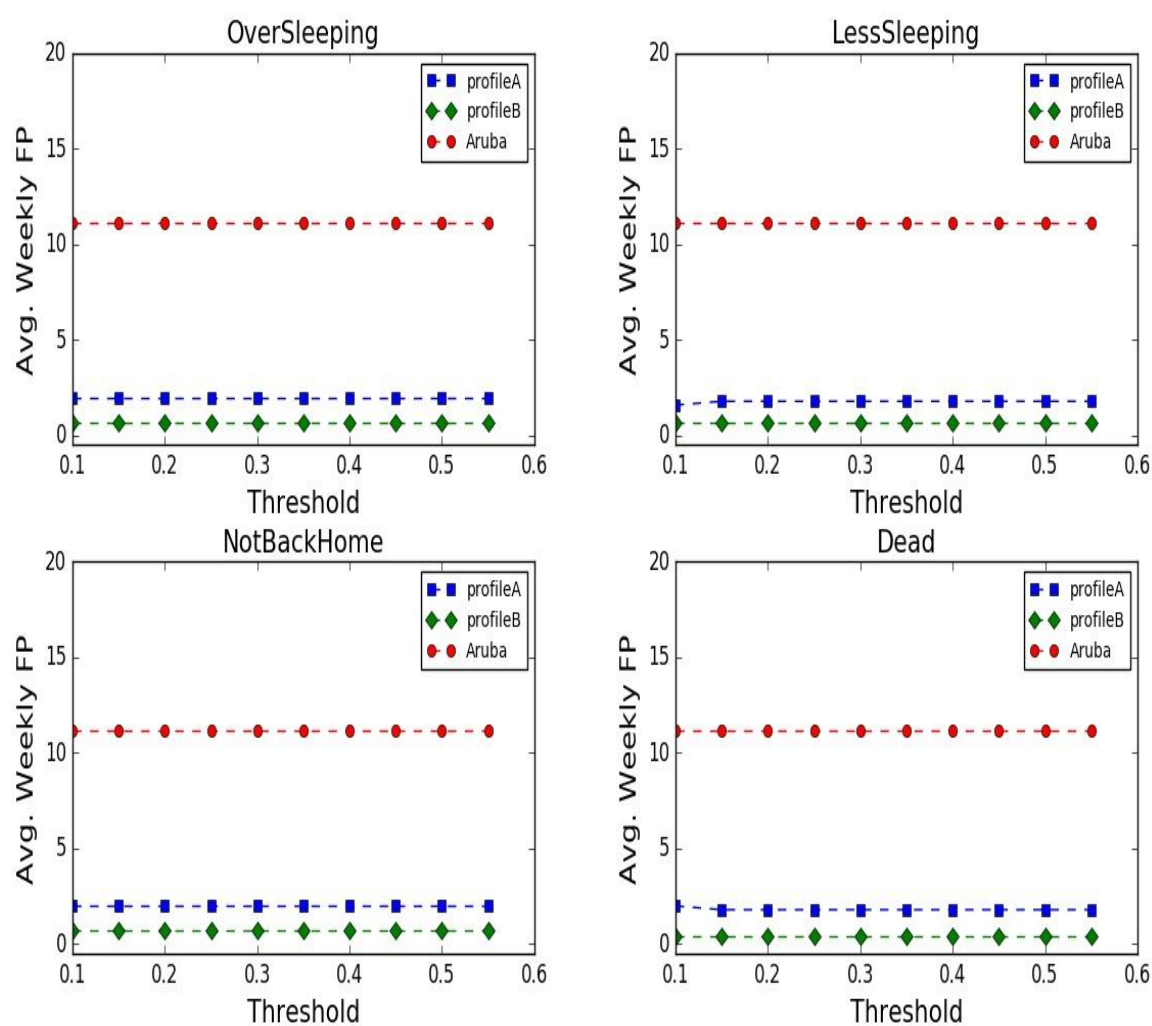 OverSleeping
20
15
10
5
0
Avg. Weekly FP
profileA
profileB
Aruba
0.1 0.2 0.3 0.4 0.5 0.6
Threshold
LessSleeping
20
15
10
5
0
Avg. Weekly FP
profileA
profileB
Aruba
0.1 0.2 0.3 0.4 0.5 0.6
Threshold
NotBackHome
20
15
10
5
0
Avg. Weekly FP
profileA
profileB
Aruba
0.1 0.2 0.3 0.4 0.5 0.6
Threshold
Dead
20
15
10
5
0
Avg. Weekly FP
profileA
profileB
Aruba
0.1 0.2 0.3 0.4 0.5 0.6
Threshold